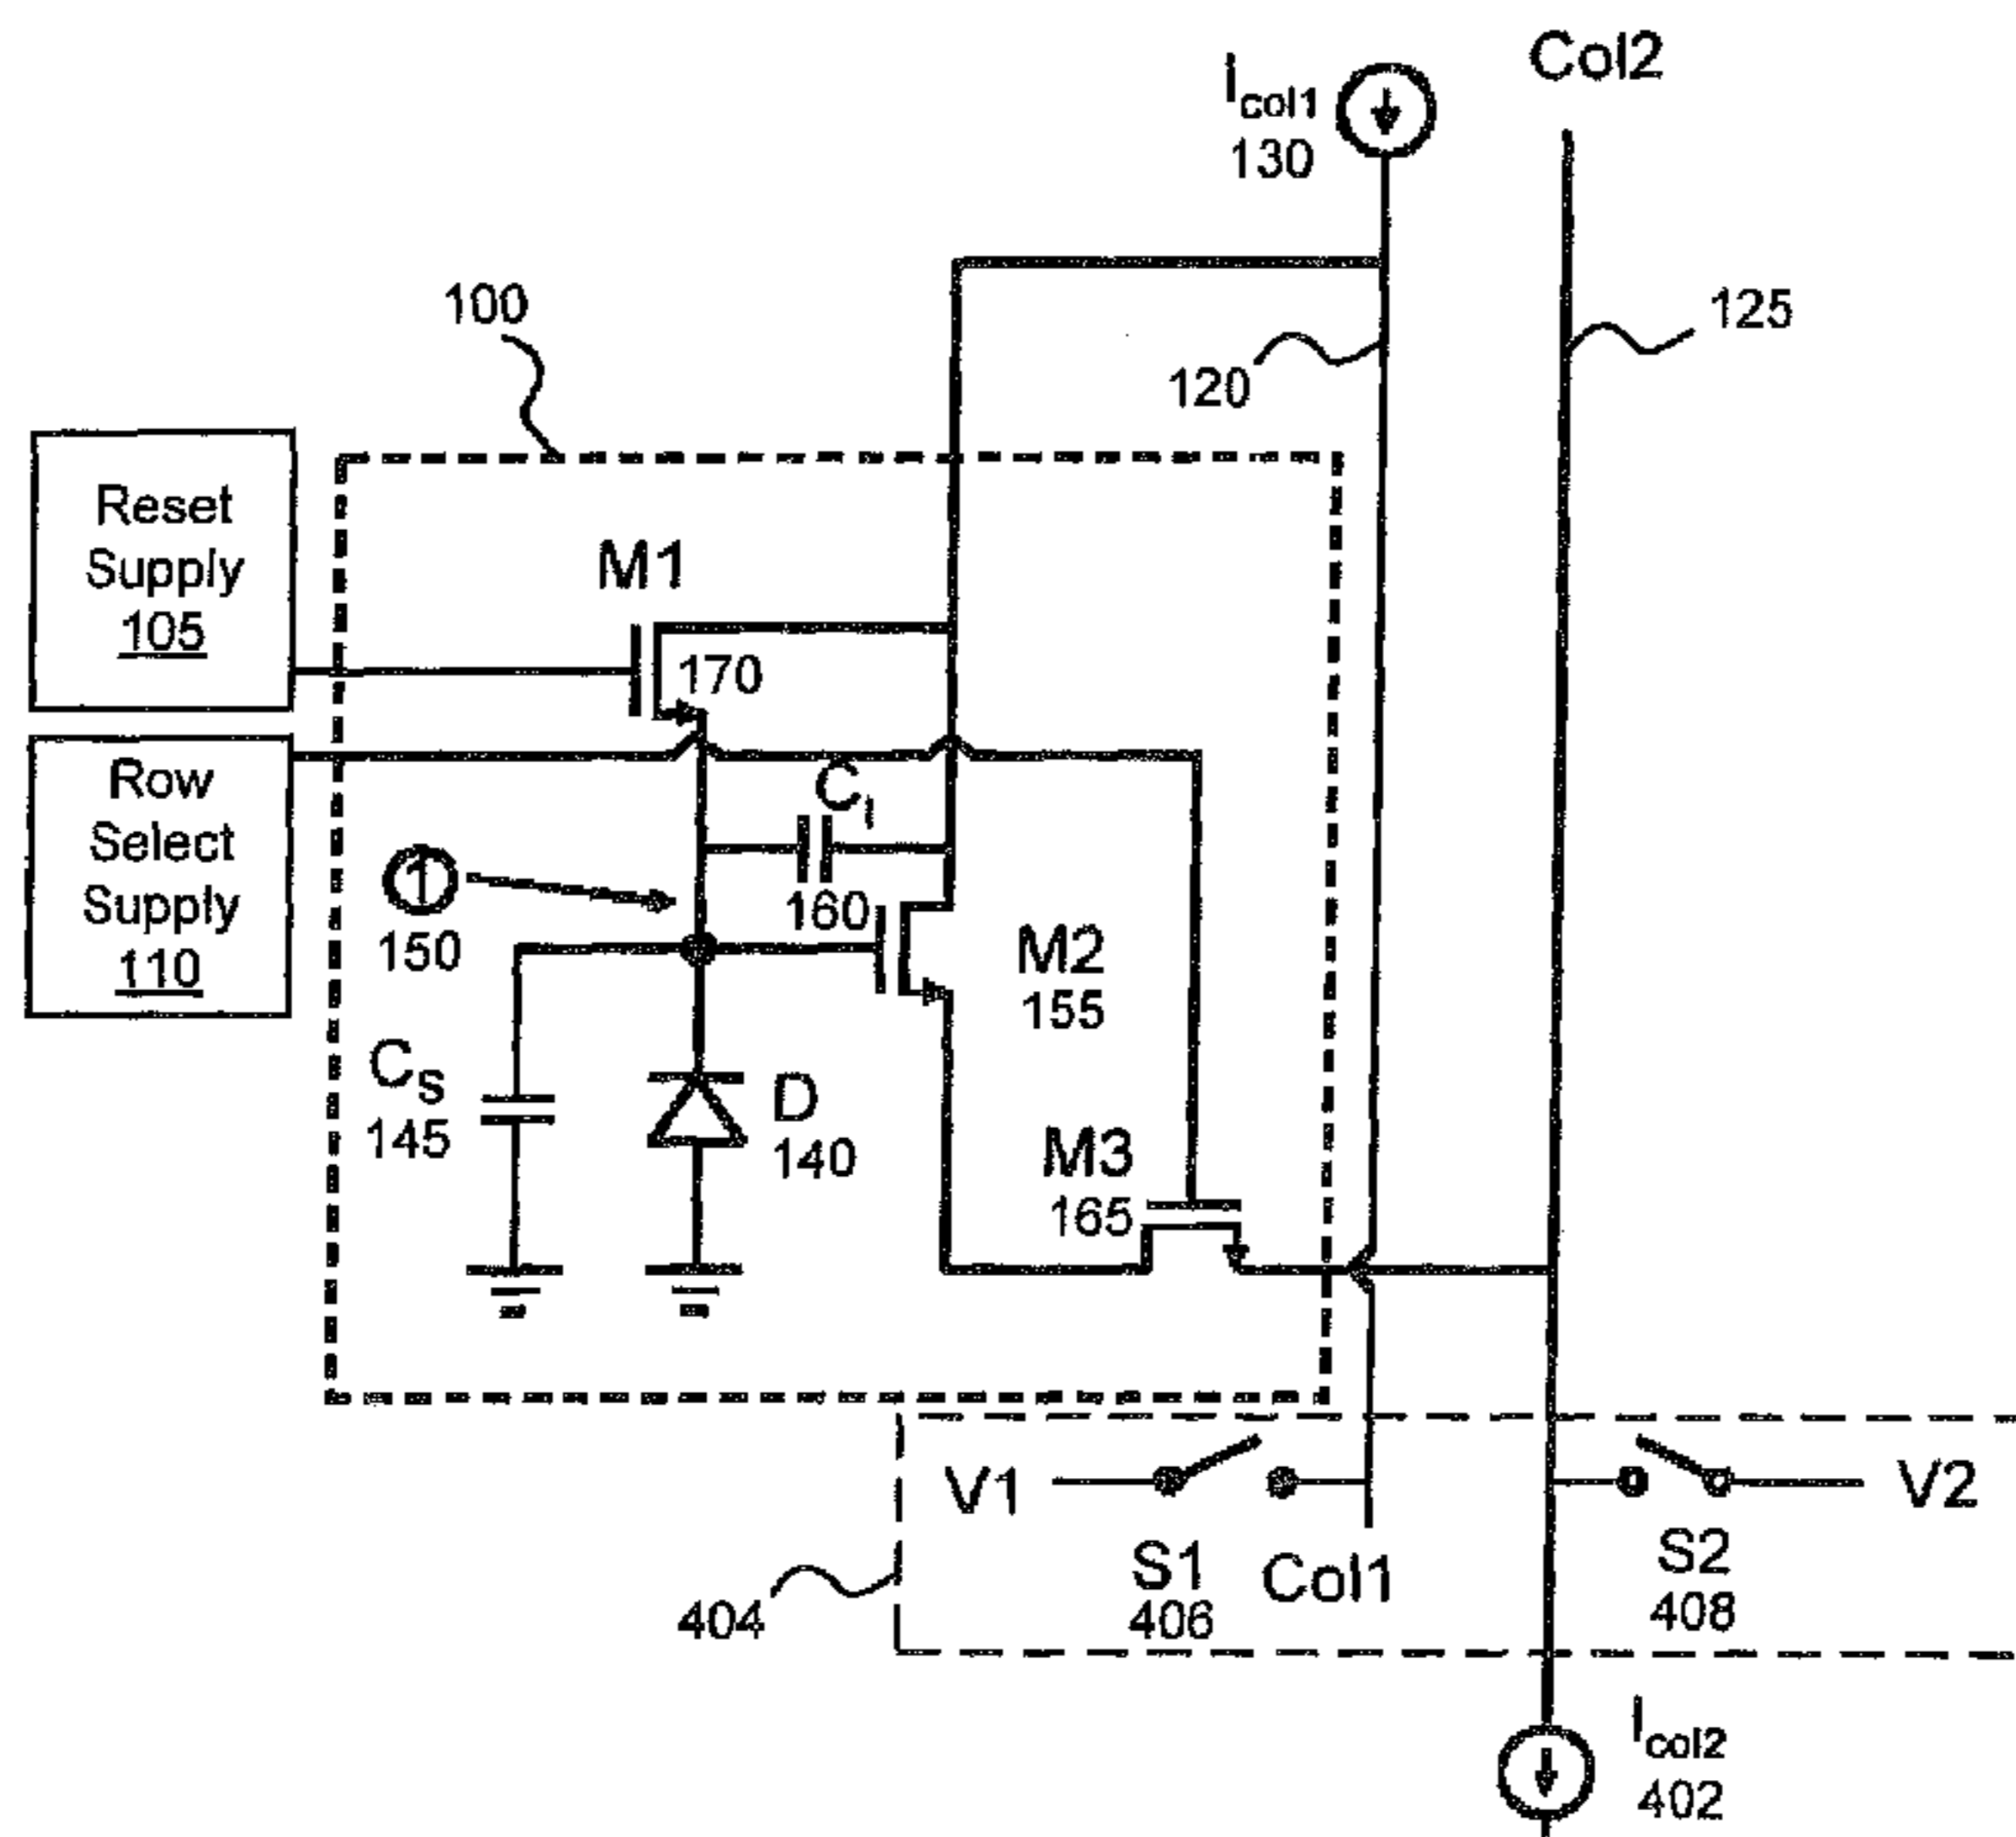 Col2
Icol1
130
100
125
120
Reset
Supply
105
M1
170
Row
Select
Supply
110
CI
1
160
150
M2
155
CS
145
D
140
M3
165
V1
V2
S1
406
Col1
S2
408
404
Icol2
402